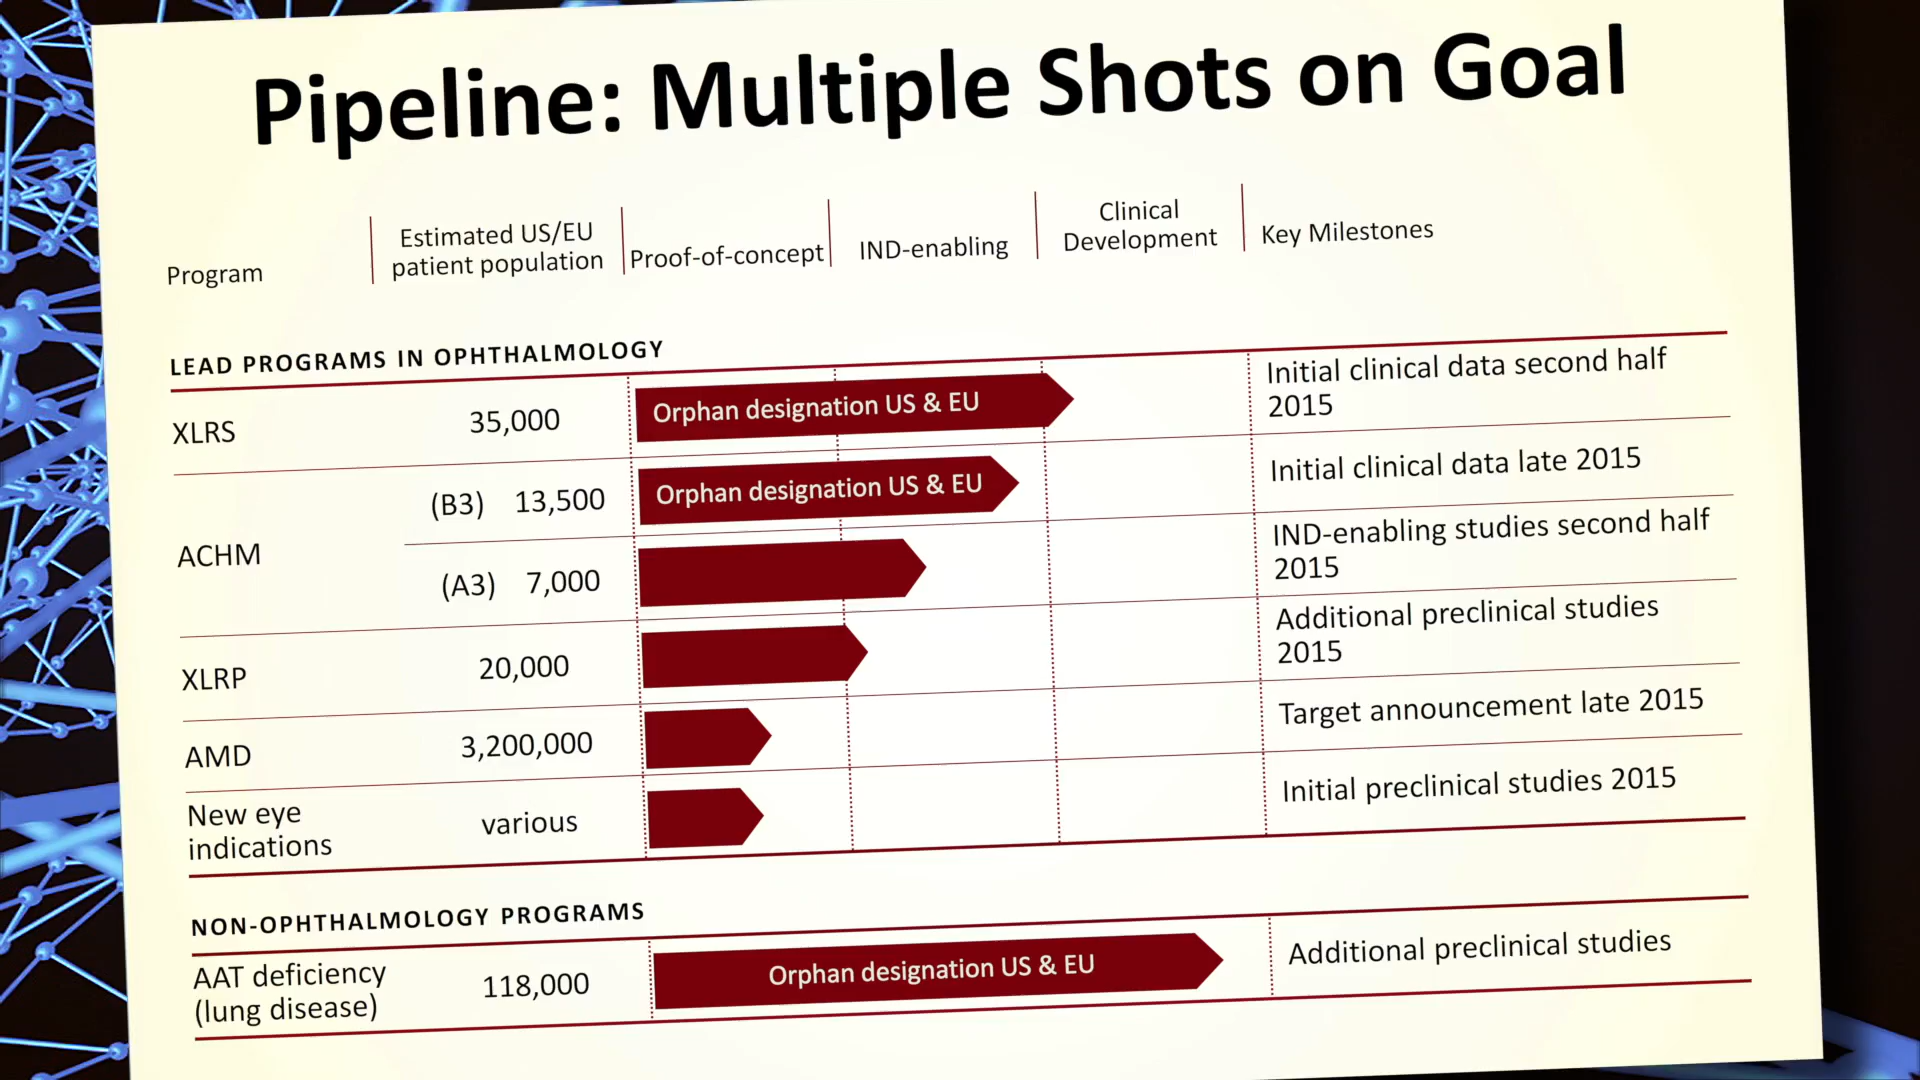 Pipeline: Multiple Shots on Goal
Program
Estimated US/EU
patient population
Proof-of-concept
IND-enabling
Clinical
Development
Key Milestones
LEAD PROGRAMS IN OPHTHALMOLOGY
XLRS
35,000
Orphan designation US & EU
Initial clinical data second half
2015
ACHM
(B3) 13,500
Orphan designation US & EU
Initial clinical data late 2015
(A3) 7,000
IND-enabling studies second half
2015
XLRP
20,000
Additional preclinical studies
2015
AMD
3,200,000
Target announcement late 2015
New eye
indications
various
Initial preclinical studies 2015
NON-OPHTHALMOLOGY PROGRAMS
AAT deficiency
(lung disease)
118,000
Orphan designation US & EU
Additional preclinical studies